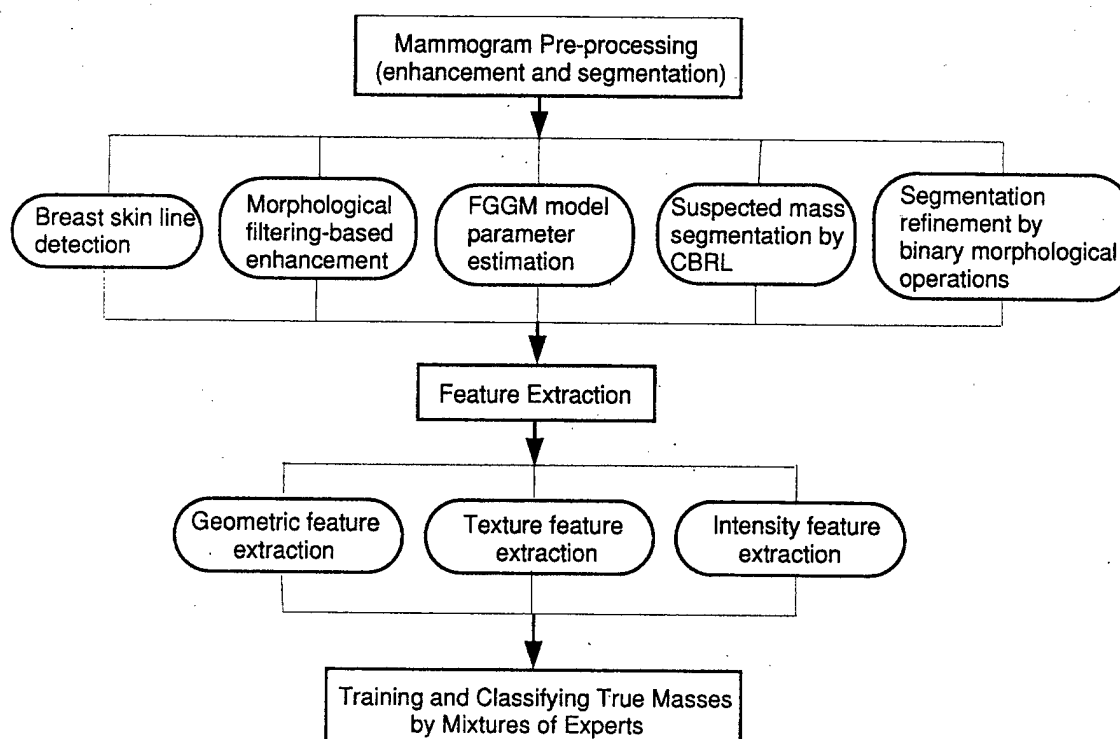 Mammogram Pre-processing
(enhancement and segmentation)
Breast skin line
detection
Morphological
filtering-based
enhancement
FGGM model
parameter
estimation
Suspected mass
segmentation by
CBRL
Segmentation
refinement by
binary morphological
operations
Feature Extraction
Geometric feature
extraction
Texture feature
extraction
Intensity feature
extraction
Training and Classifying True Masses
by Mixtures of Experts